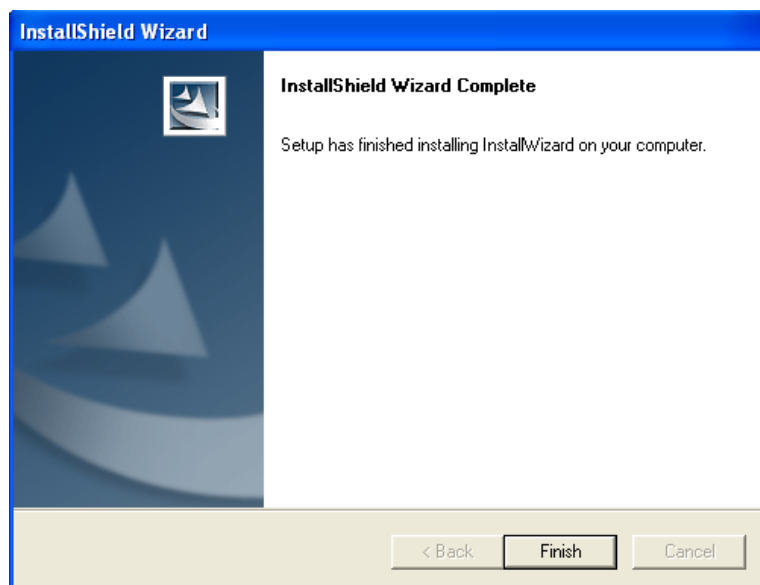 InstallShield Wizard
InstallShield Wizard Complete
Setup has finished installing InstallWizard on your computer.
< Back
Finish
Cancel